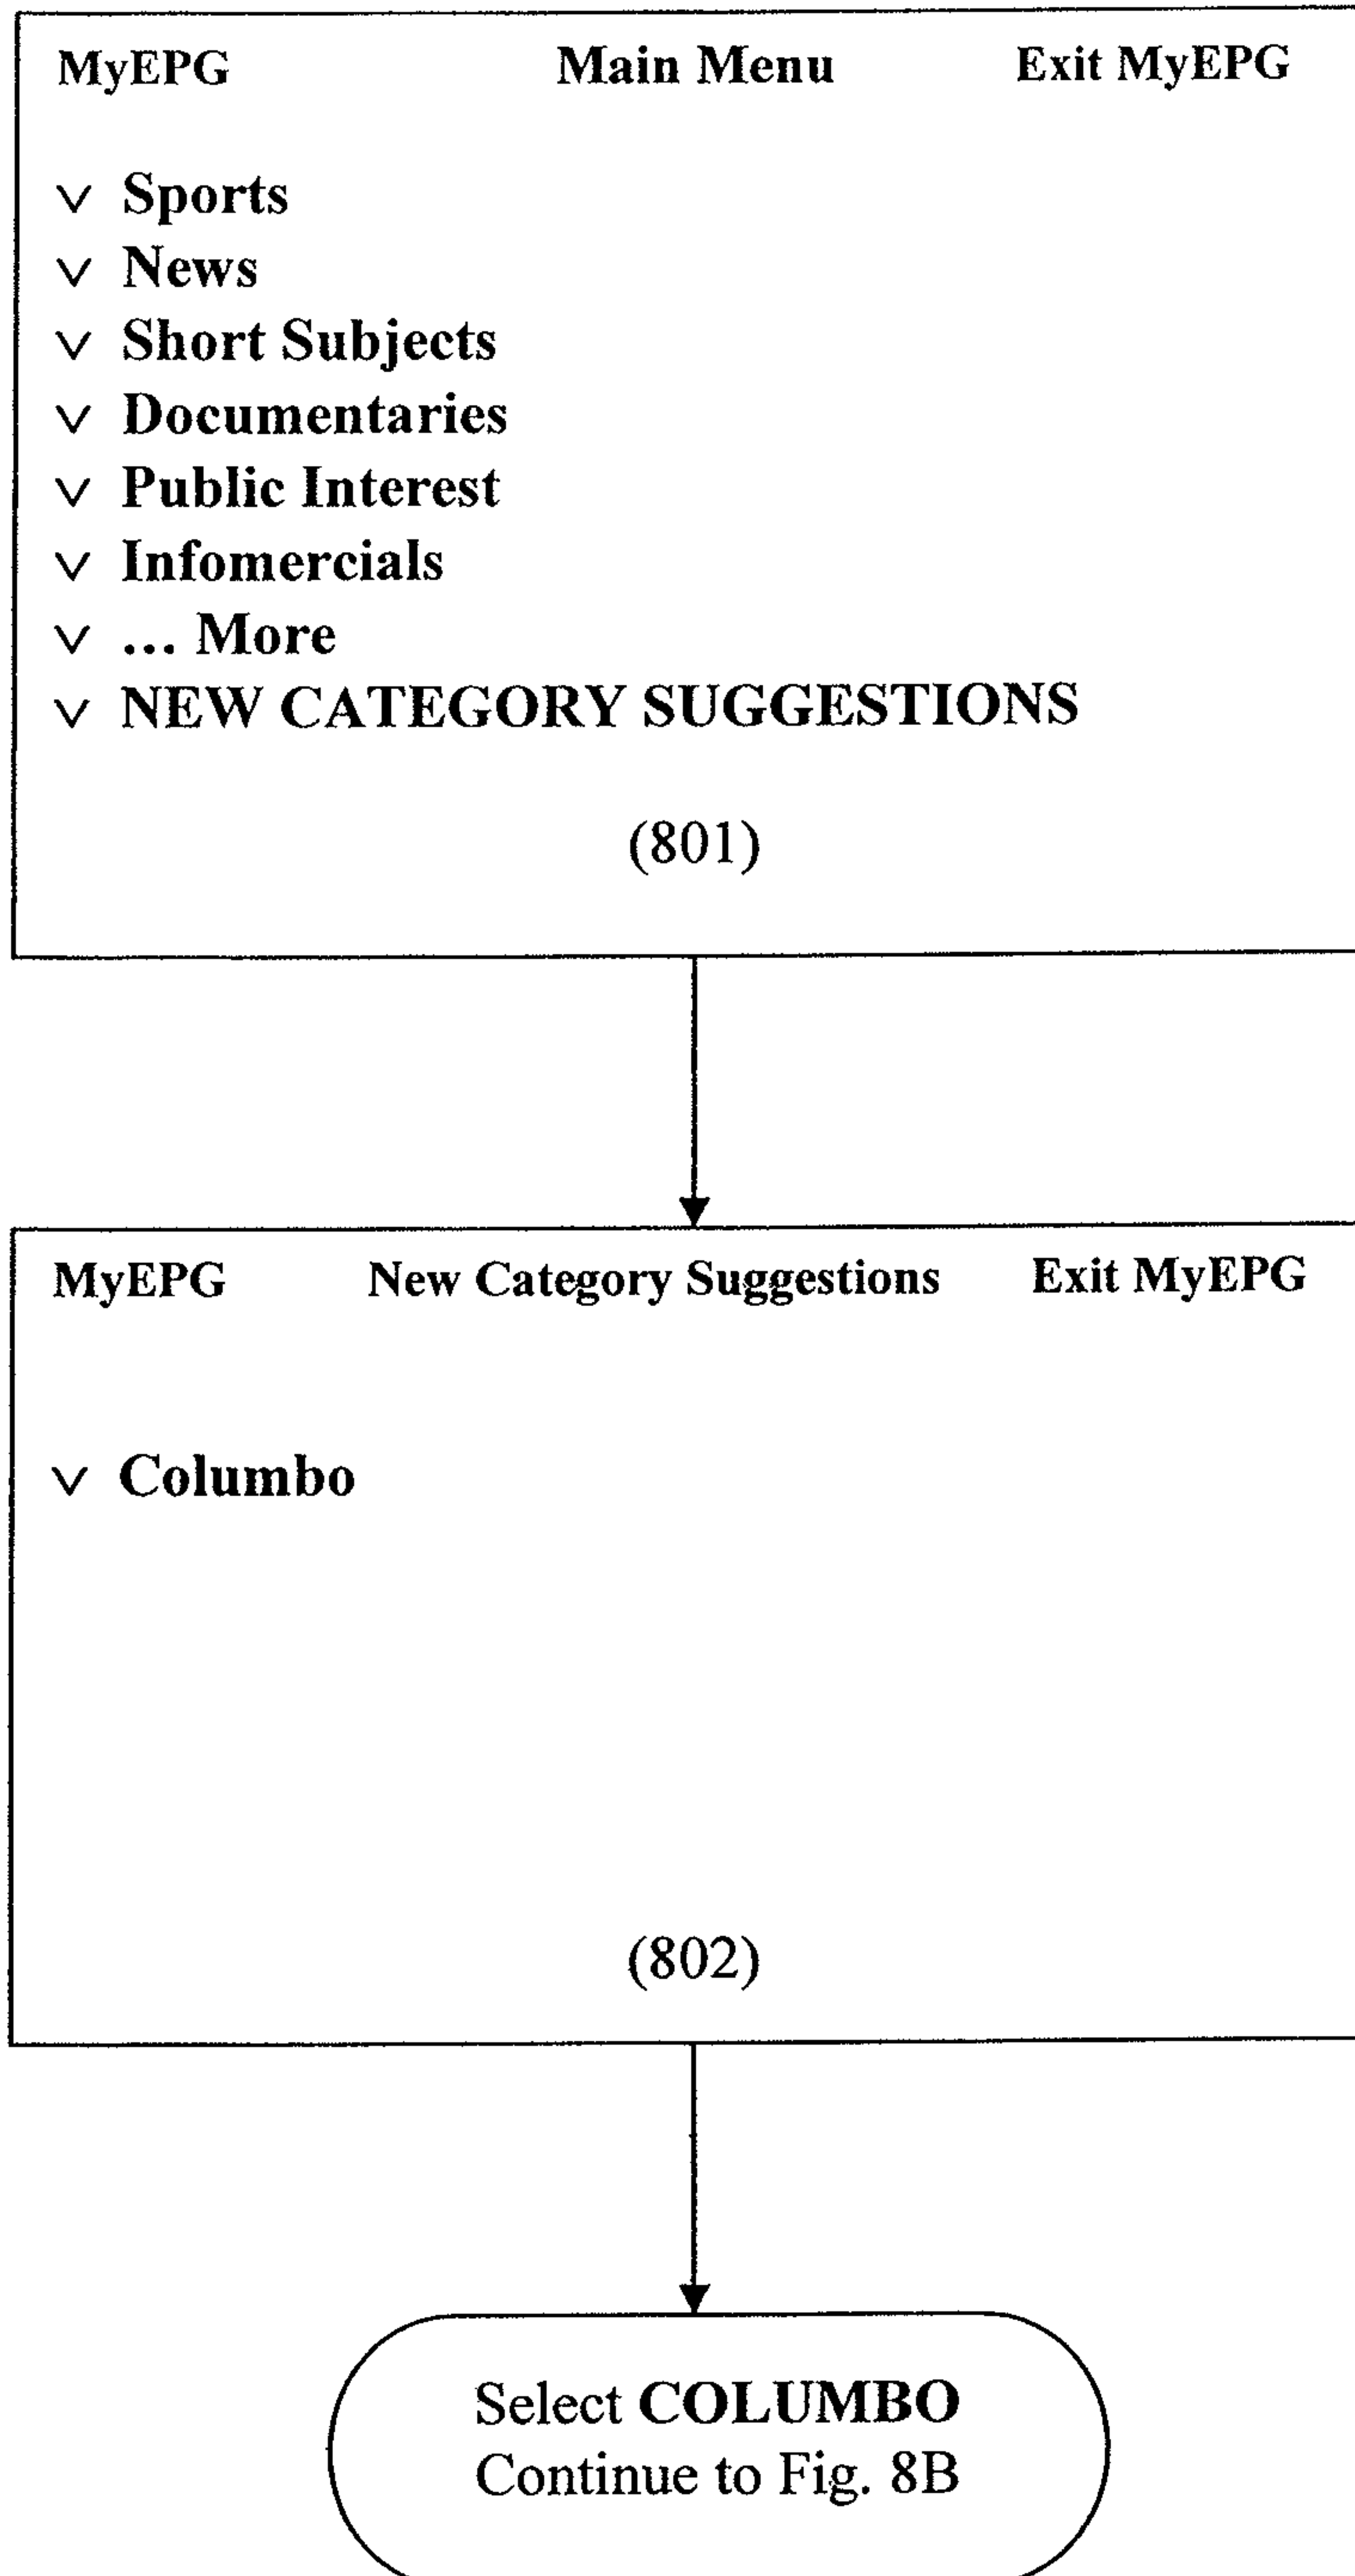 MyEPG Main Menu Exit MyEPG
v Sports
v News
v Short Subjects
v Documentaries
v Public Interest
v Infomercials
v ... More
v NEW CATEGORY SUGGESTIONS
(801)
MyEPG New Category Suggestions Exit MyEPG
v Columbo
(802)
Select COLUMBO
Continue to Fig. 8B